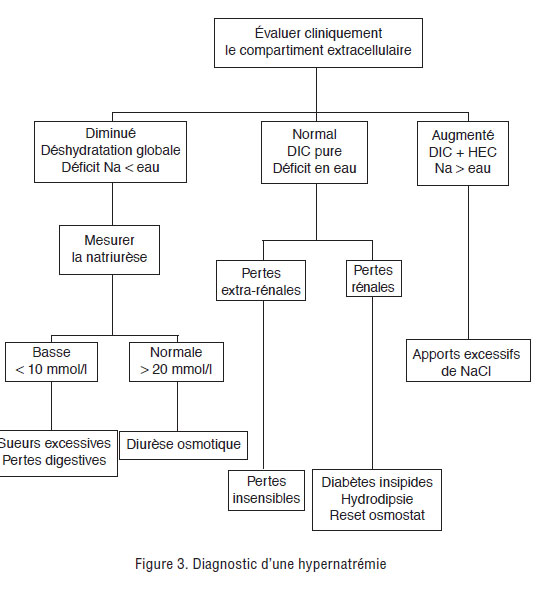 Évaluer cliniquement
le compartiment extracellulaire
Diminué
Déshydratation globale
Déficit Na < eau
Normal
DIC pure
Déficit en eau
Augmenté
DIC + HEC
Na > eau
Mesurer
la natriurèse
Pertes
extra-rénales
Pertes
rénales
Basse
< 10 mmol/l
Normale
> 20 mmol/l
Apports excessifs
de NaCl
Sueurs excessives
Pertes digestives
Diurèse osmotique
Pertes
insensibles
Diabètes insipides
Hydrodipsie
Reset osmostat
Figure 3. Diagnostic d'une hypernatrémie